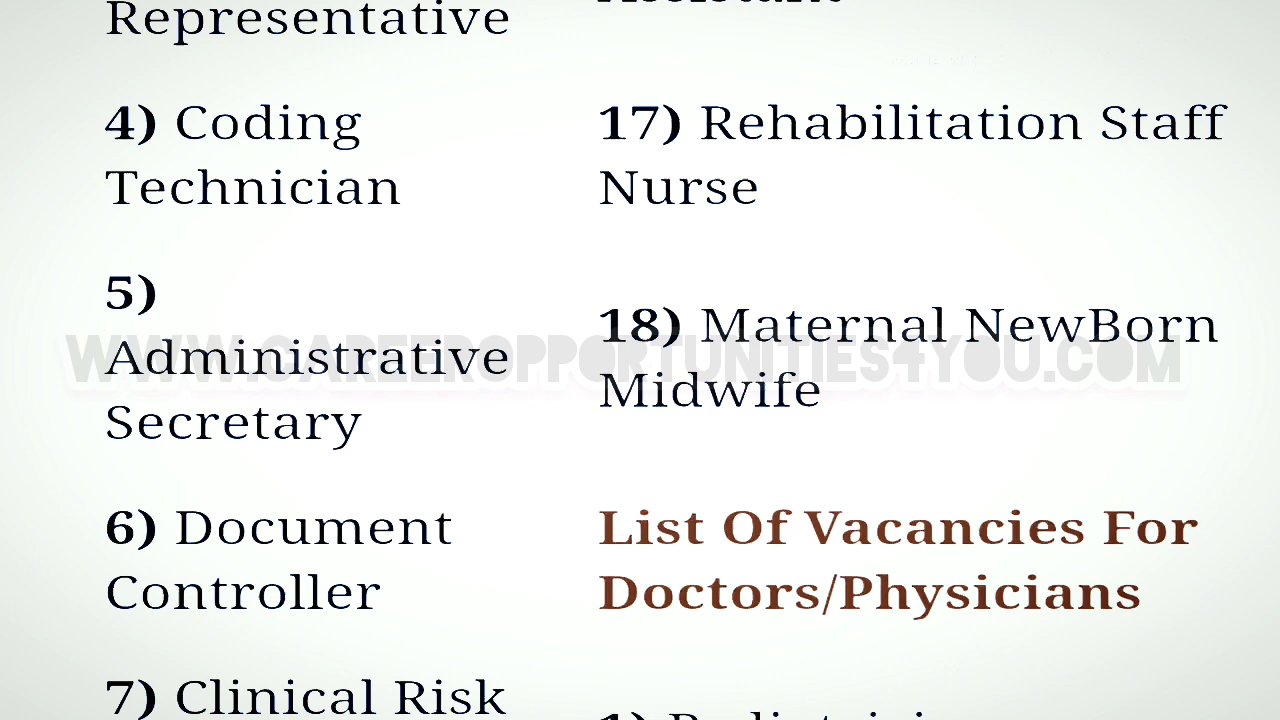 Representative
4) Coding
Technician
5)
Administrative
Secretary
6) Document
Controller
7) Clinical Risk
17) Rehabilitation Staff
Nurse
18) Maternal NewBorn
Midwife
List Of Vacancies For
Doctors/Physicians
WWW.CAREEROPPORTUNITIES4YOU.COM